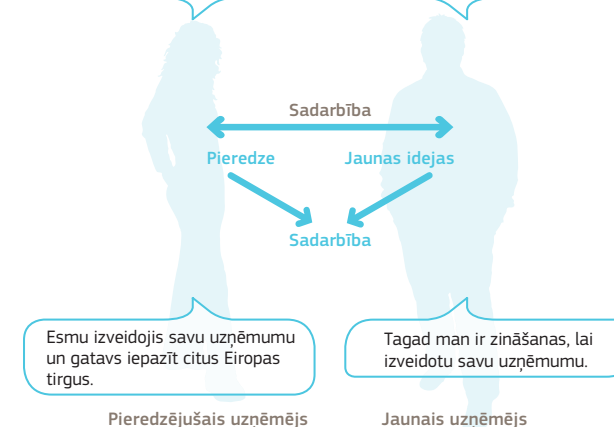 Sadarbība
Pieredze
Jaunas idejas
Sadarbība
Esmu izveidojis savu uzņēmumu
un gatavs iepazīt citus Eiropas
tirgus.
Tagad man ir zināšanas, lai
izveidotu savu uzņēmumu.
Pieredzējušais uzņēmējs
Jaunais uzņēmējs